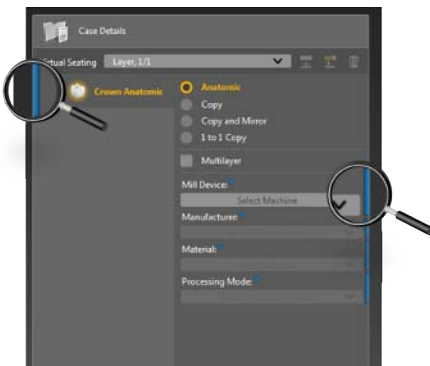 Case Details
Virtual Seating Layer, 1/1
Crown Anatomic
Anatomic
Copy
Copy and Mirror
1 to 1 Copy
Multilayer
Mill Device:*
Select Machine
Manufacturer:*
Material:*
Processing Mode:*